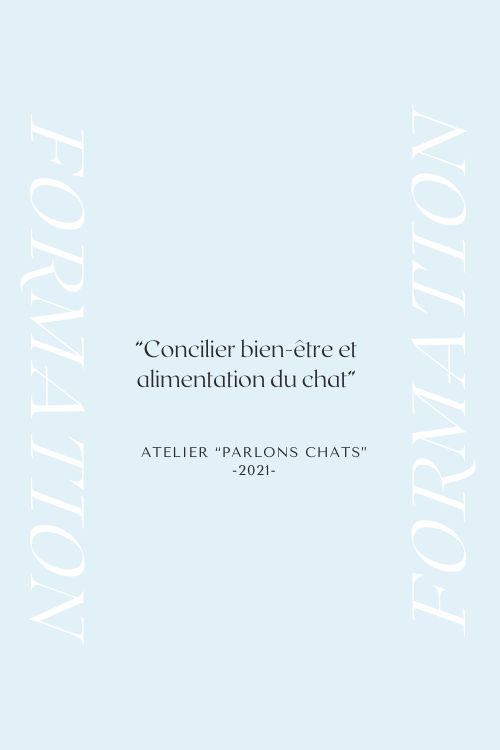 FORMATION
“Concilier bien-être et
alimentation du chat”
ATELIER “PARLONS CHATS”
-2021-
FORMATION